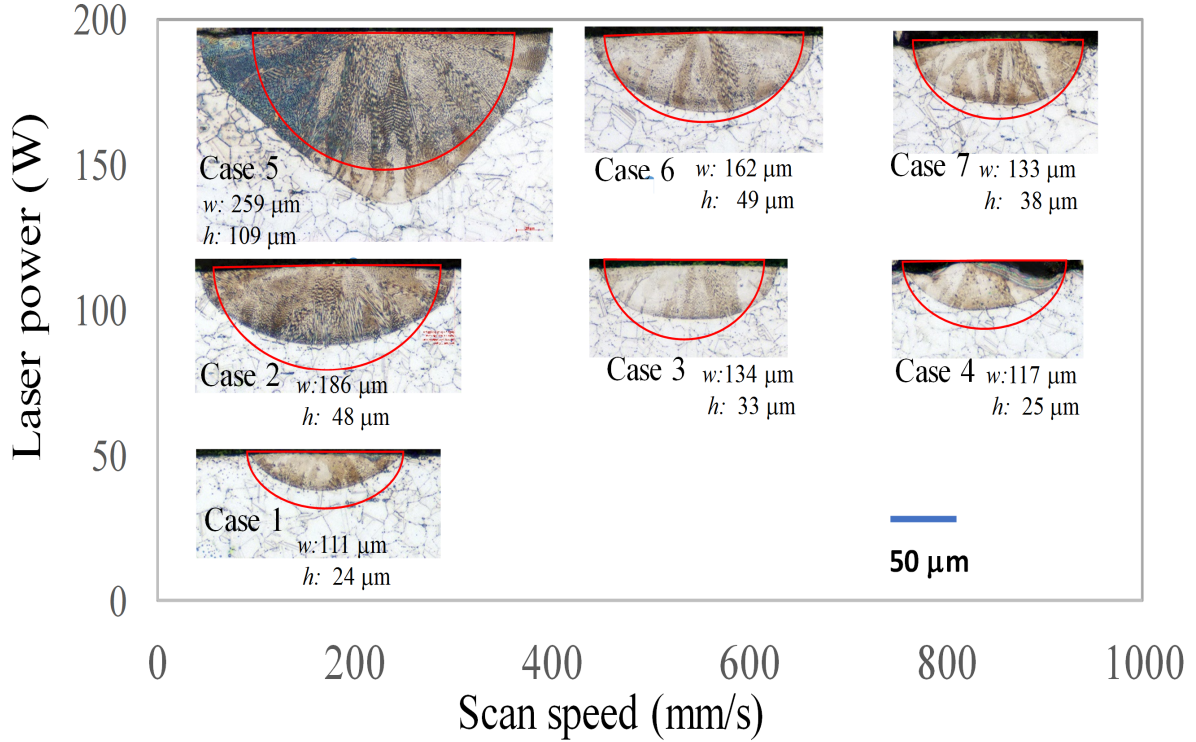 200
150
100
50
0
Laser power (W)
Case 5
w: 259 μm
h: 109 μm
Case 6
w: 162 μm
h: 49 μm
Case 7
w: 133 μm
h: 38 μm
Case 2
w:186 μm
h: 48 μm
Case 3
w:134 μm
h: 33 μm
Case 4
w:117 μm
h: 25 μm
Case 1
w:111 μm
h: 24 μm
50 μm
0 200 400 600 800 1000
Scan speed (mm/s)